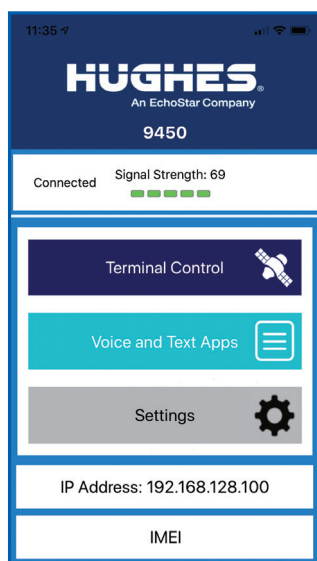 11:35
HUGHES®
An EchoStar Company
9450
Connected
Signal Strength: 69
Terminal Control
Voice and Text Apps
Settings
IP Address: 192.168.128.100
IMEI